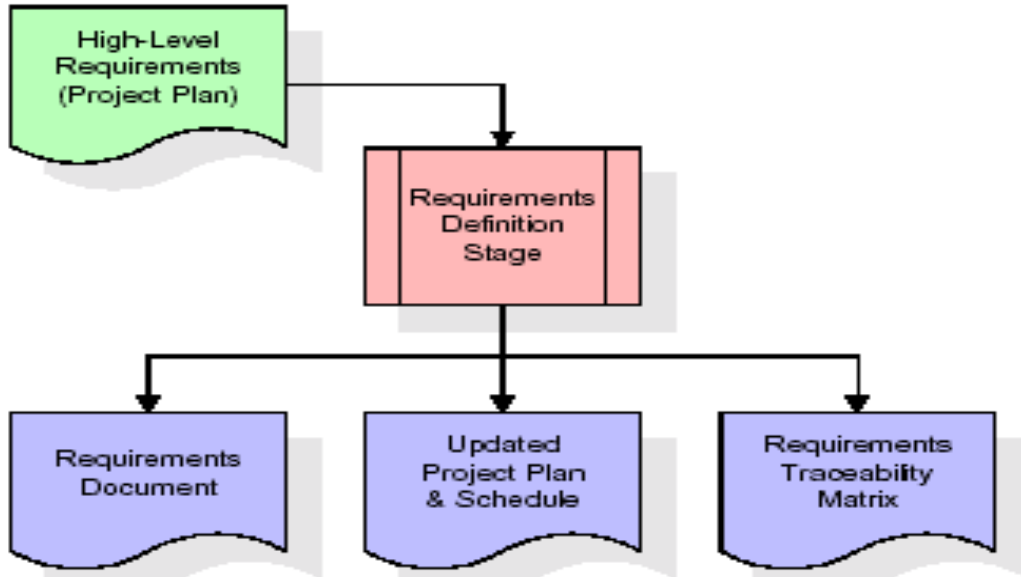 High-Level
Requirements
(Project Plan)
Requirements
Definition
Stage
Requirements
Document
Updated
Project Plan
& Schedule
Requirements
Traceability
Matrix